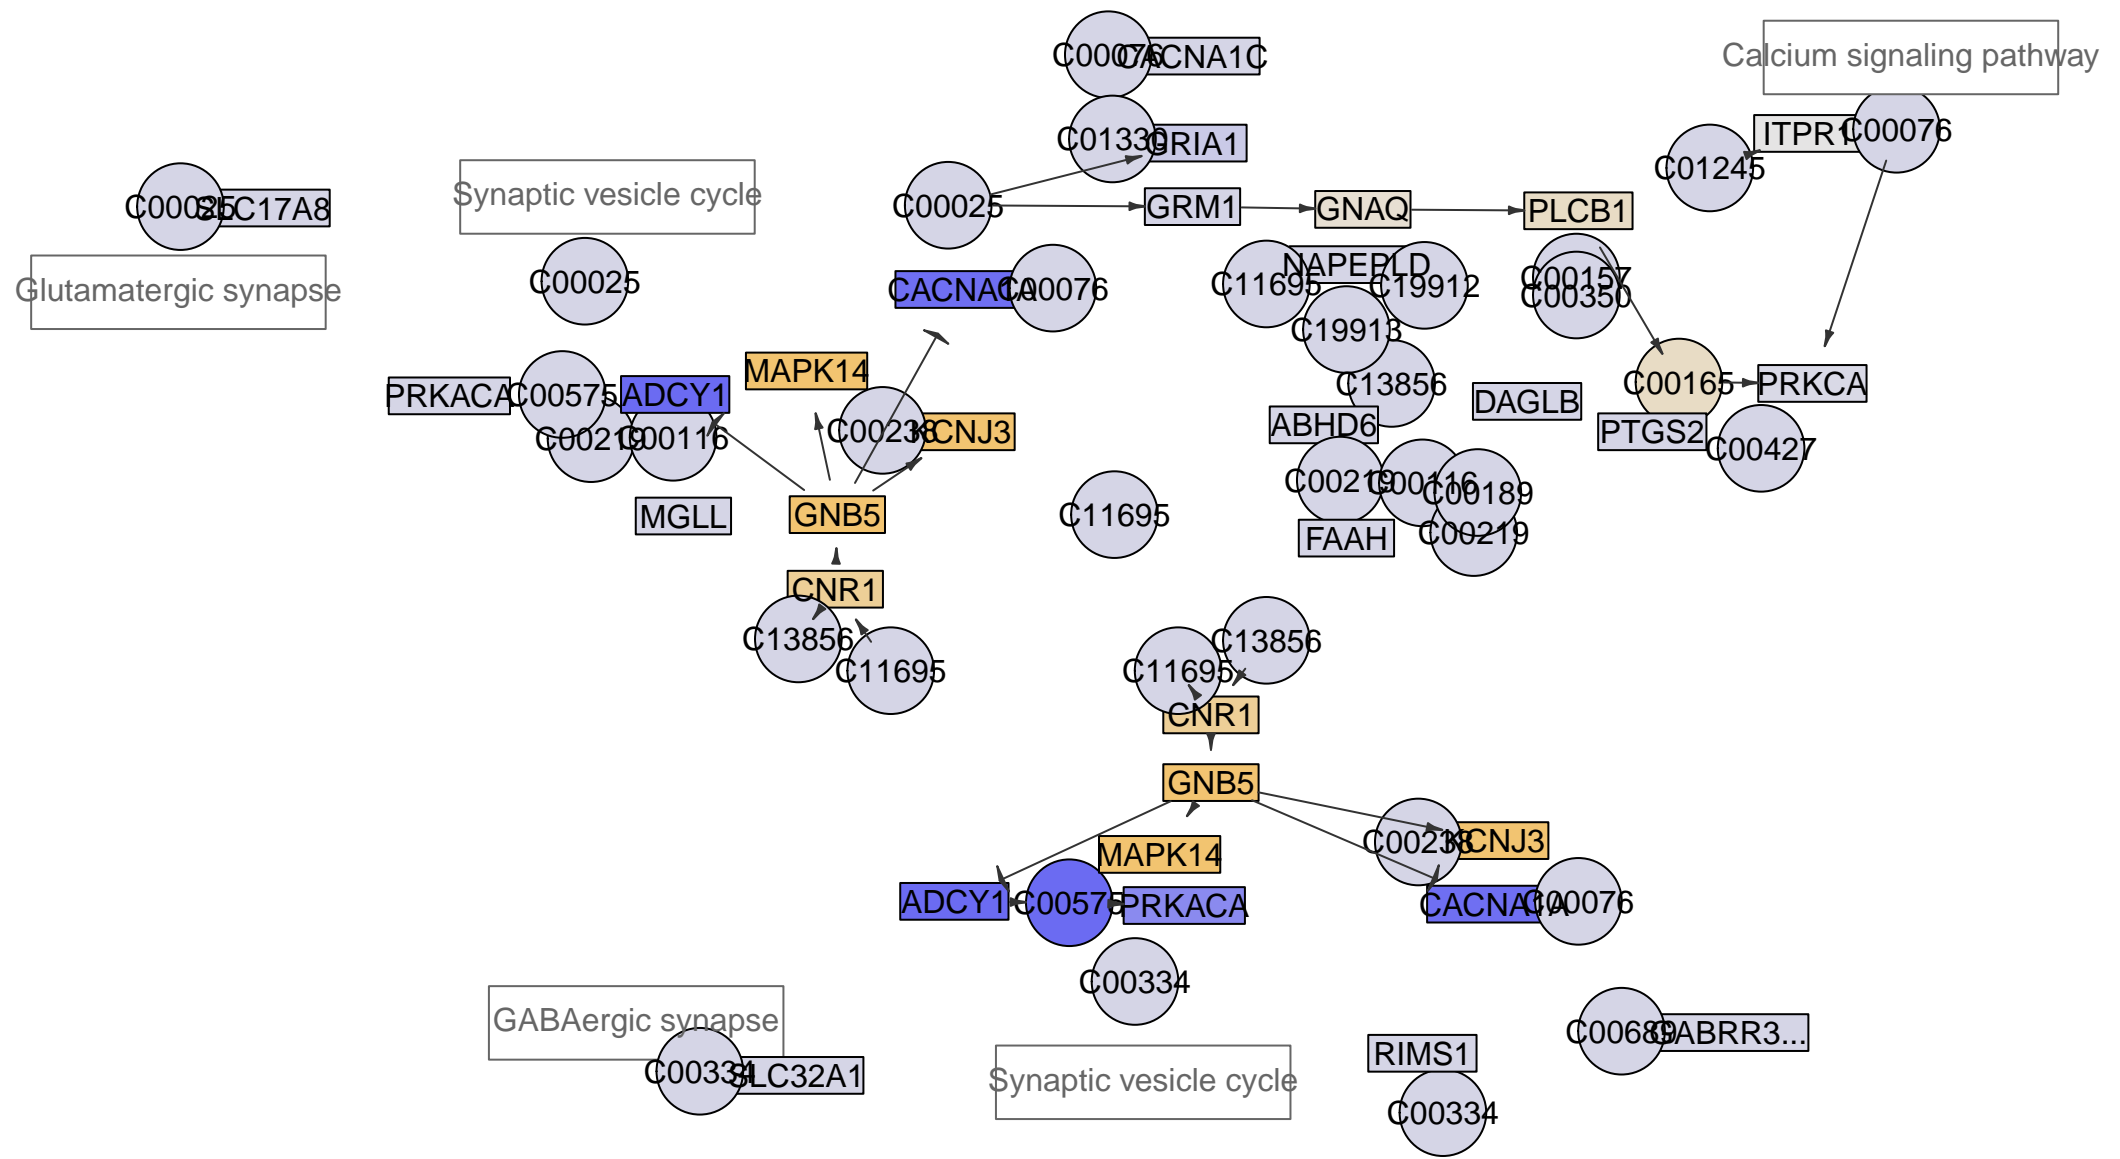 C00076
CACNA1C
Calcium signaling pathway
C01330
GRIA1
ITPR1
C00076
C01245
C00025
SLC17A8
Synaptic vesicle cycle
C00025
GRM1
GNAQ
PLCB1
Glutamatergic synapse
C00025
CACNA1A
C00076
C11695
NAPEPLD
C19912
C00157
C00350
C19913
PRKACA
C00575
ADCY1
MAPK14
C13856
DAGLB
C00165
PRKCA
C00219
C00116
C00238
KCNJ3
ABHD6
PTGS2
C00427
MGLL
GNB5
C11695
C00219
C00116
C00189
FAAH
C00219
CNR1
C13856
C11695
C13856
C11695
CNR1
GNB5
MAPK14
C00238
KCNJ3
ADCY1
C00575
PRKACA
CACNA1A
C00076
C00334
GABAergic synapse
C00334
SLC32A1
Synaptic vesicle cycle
RIMS1
C00334
C00689
GABRR3...